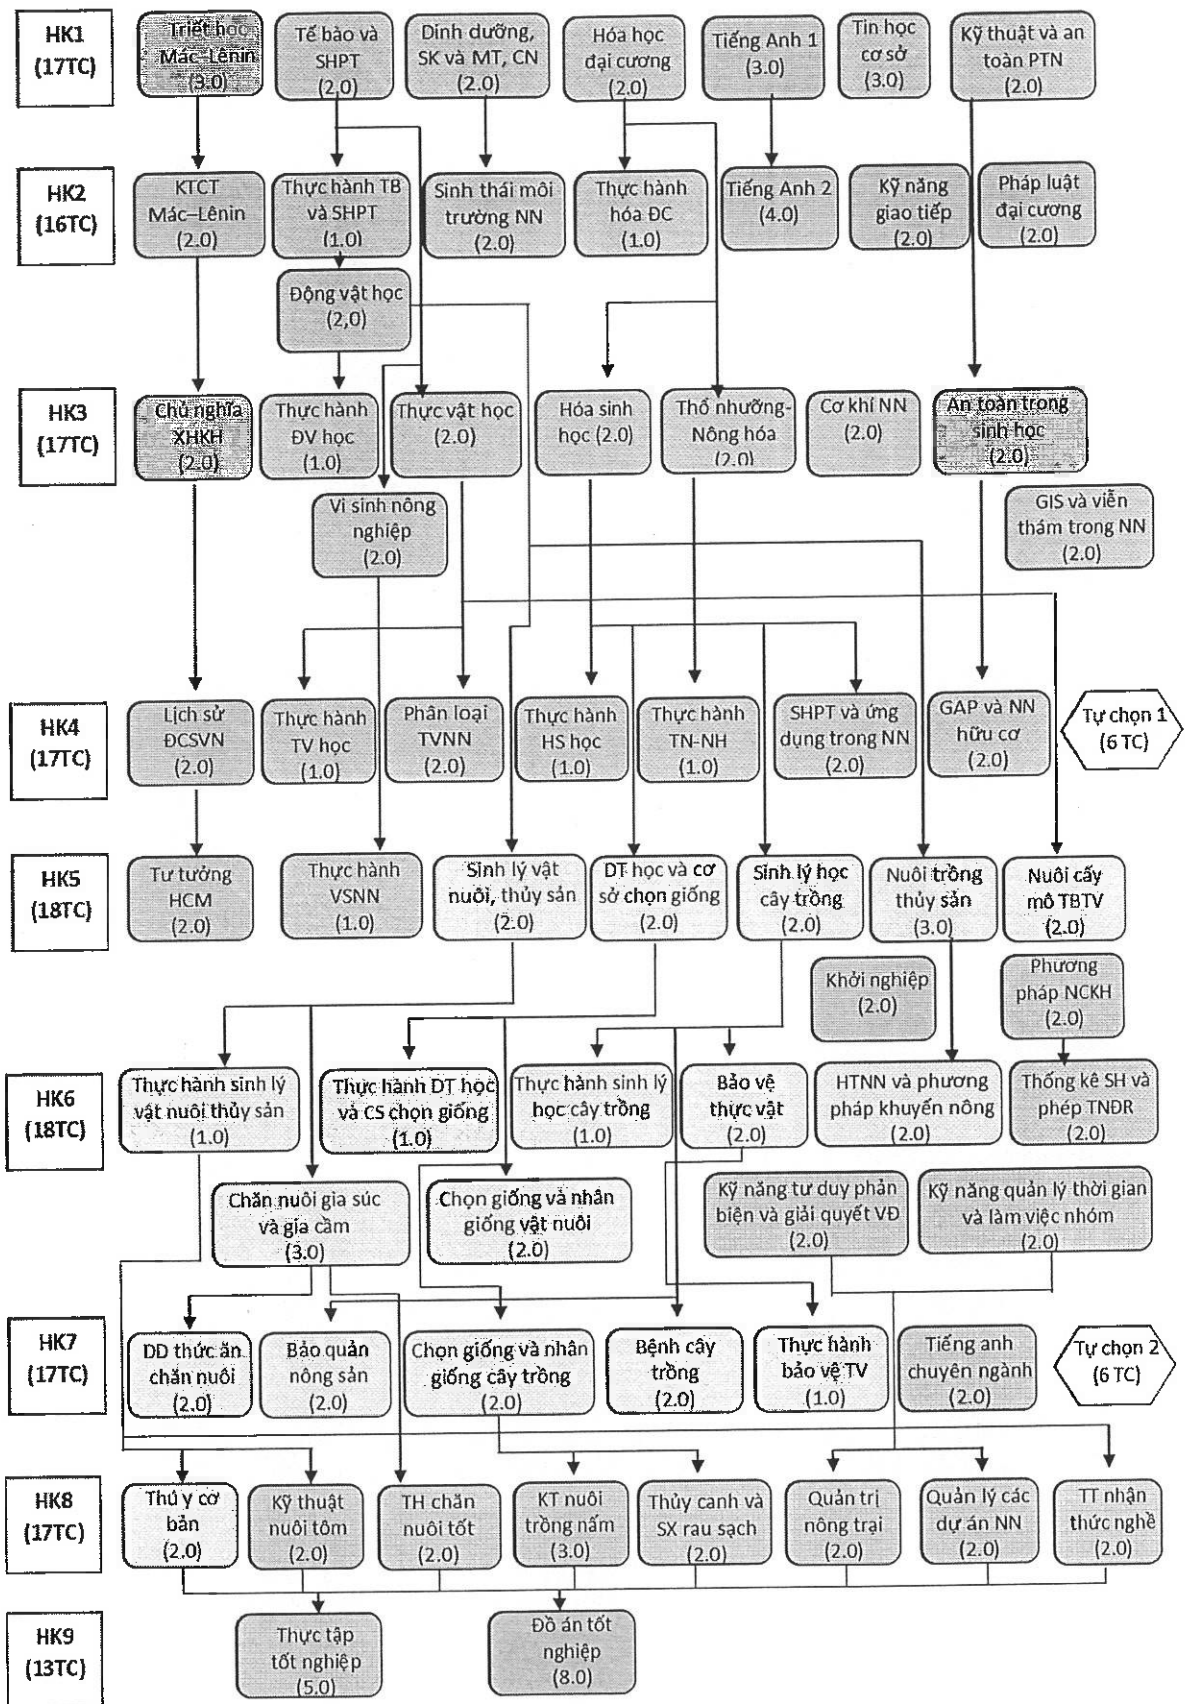 HK1
(17TC)
Triết học
Mác–Lênin
(3.0)
Tế bào và
SHPT
(2.0)
Dinh dưỡng,
SK và MT, CN
(2.0)
Hóa học
đại cương
(2.0)
Tiếng Anh 1
(3.0)
Tin học
cơ sở
(3.0)
Kỹ thuật và an
toàn PTN
(2.0)
HK2
(16TC)
KTCT
Mác–Lênin
(2.0)
Thực hành TB
và SHPT
(1.0)
Sinh thái môi
trường NN
(2.0)
Thực hành
hóa ĐC
(1.0)
Tiếng Anh 2
(4.0)
Kỹ năng
giao tiếp
(2.0)
Pháp luật
đại cương
(2.0)
Động vật học
(2,0)
HK3
(17TC)
Chủ nghĩa
XHKH
(2.0)
Thực hành
ĐV học
(1.0)
Thực vật học
(2.0)
Hóa sinh
học (2.0)
Thổ nhưỡng-
Nông hóa
(2.0)
Cơ khí NN
(2.0)
An toàn trong
sinh học
(2.0)
Vi sinh nông
nghiệp
(2.0)
GIS và viễn
thám trong NN
(2.0)
HK4
(17TC)
Lịch sử
ĐCSVN
(2.0)
Thực hành
TV học
(1.0)
Phân loại
TVNN
(2.0)
Thực hành
HS học
(1.0)
Thực hành
TN-NH
(1.0)
SHPT và ứng
dụng trong NN
(2.0)
GAP và NN
hữu cơ
(2.0)
Tự chọn 1
(6 TC)
HK5
(18TC)
Tư tưởng
HCM
(2.0)
Thực hành
VSNN
(1.0)
Sinh lý vật
nuôi, thủy sản
(2.0)
DT học và cơ
sở chọn giống
(2.0)
Sinh lý học
cây trồng
(2.0)
Nuôi trồng
thủy sản
(3.0)
Nuôi cấy
mô TBTV
(2.0)
Khởi nghiệp
(2.0)
Phương
pháp NCKH
(2.0)
HK6
(18TC)
Thực hành sinh lý
vật nuôi thủy sản
(1.0)
Thực hành DT học
và CS chọn giống
(1.0)
Thực hành sinh lý
học cây trồng
(1.0)
Bảo vệ
thực vật
(2.0)
HTNN và phương
pháp khuyến nông
(2.0)
Thống kê SH và
phép TNĐR
(2.0)
Chăn nuôi gia súc
và gia cầm
(3.0)
Chọn giống và nhân
giống vật nuôi
(2.0)
Kỹ năng tư duy phản
biện và giải quyết VĐ
(2.0)
Kỹ năng quản lý thời gian
và làm việc nhóm
(2.0)
HK7
(17TC)
DD thức ăn
chăn nuôi
(2.0)
Bảo quản
nông sản
(2.0)
Chọn giống và nhân
giống cây trồng
(2.0)
Bệnh cây
trồng
(2.0)
Thực hành
bảo vệ TV
(1.0)
Tiếng anh
chuyên ngành
(2.0)
Tự chọn 2
(6 TC)
HK8
(17TC)
Thú y cơ
bản
(2.0)
Kỹ thuật
nuôi tôm
(2.0)
TH chăn
nuôi tốt
(2.0)
KT nuôi
trồng nấm
(3.0)
Thủy canh và
SX rau sạch
(2.0)
Quản trị
nông trại
(2.0)
Quản lý các
dự án NN
(2.0)
TT nhận
thức nghề
(2.0)
HK9
(13TC)
Thực tập
tốt nghiệp
(5.0)
Đồ án tốt
nghiệp
(8.0)